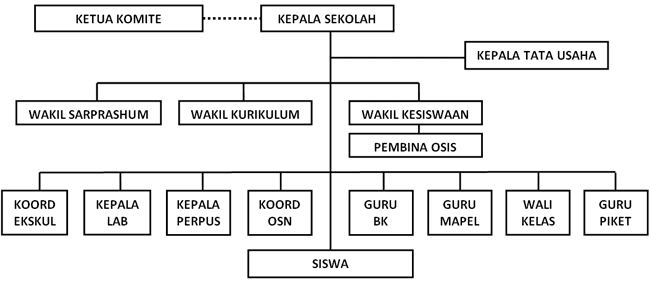 KETUA KOMITE
KEPALA SEKOLAH
KEPALA TATA USAHA
WAKIL SARPRASHUM
WAKIL KURIKULUM
WAKIL KESISWAAN
PEMBINA OSIS
KOORD
EKSKUL
KEPALA
LAB
KEPALA
PERPUS
KOORD
OSN
GURU
BK
GURU
MAPEL
WALI
KELAS
GURU
PIKET
SISWA